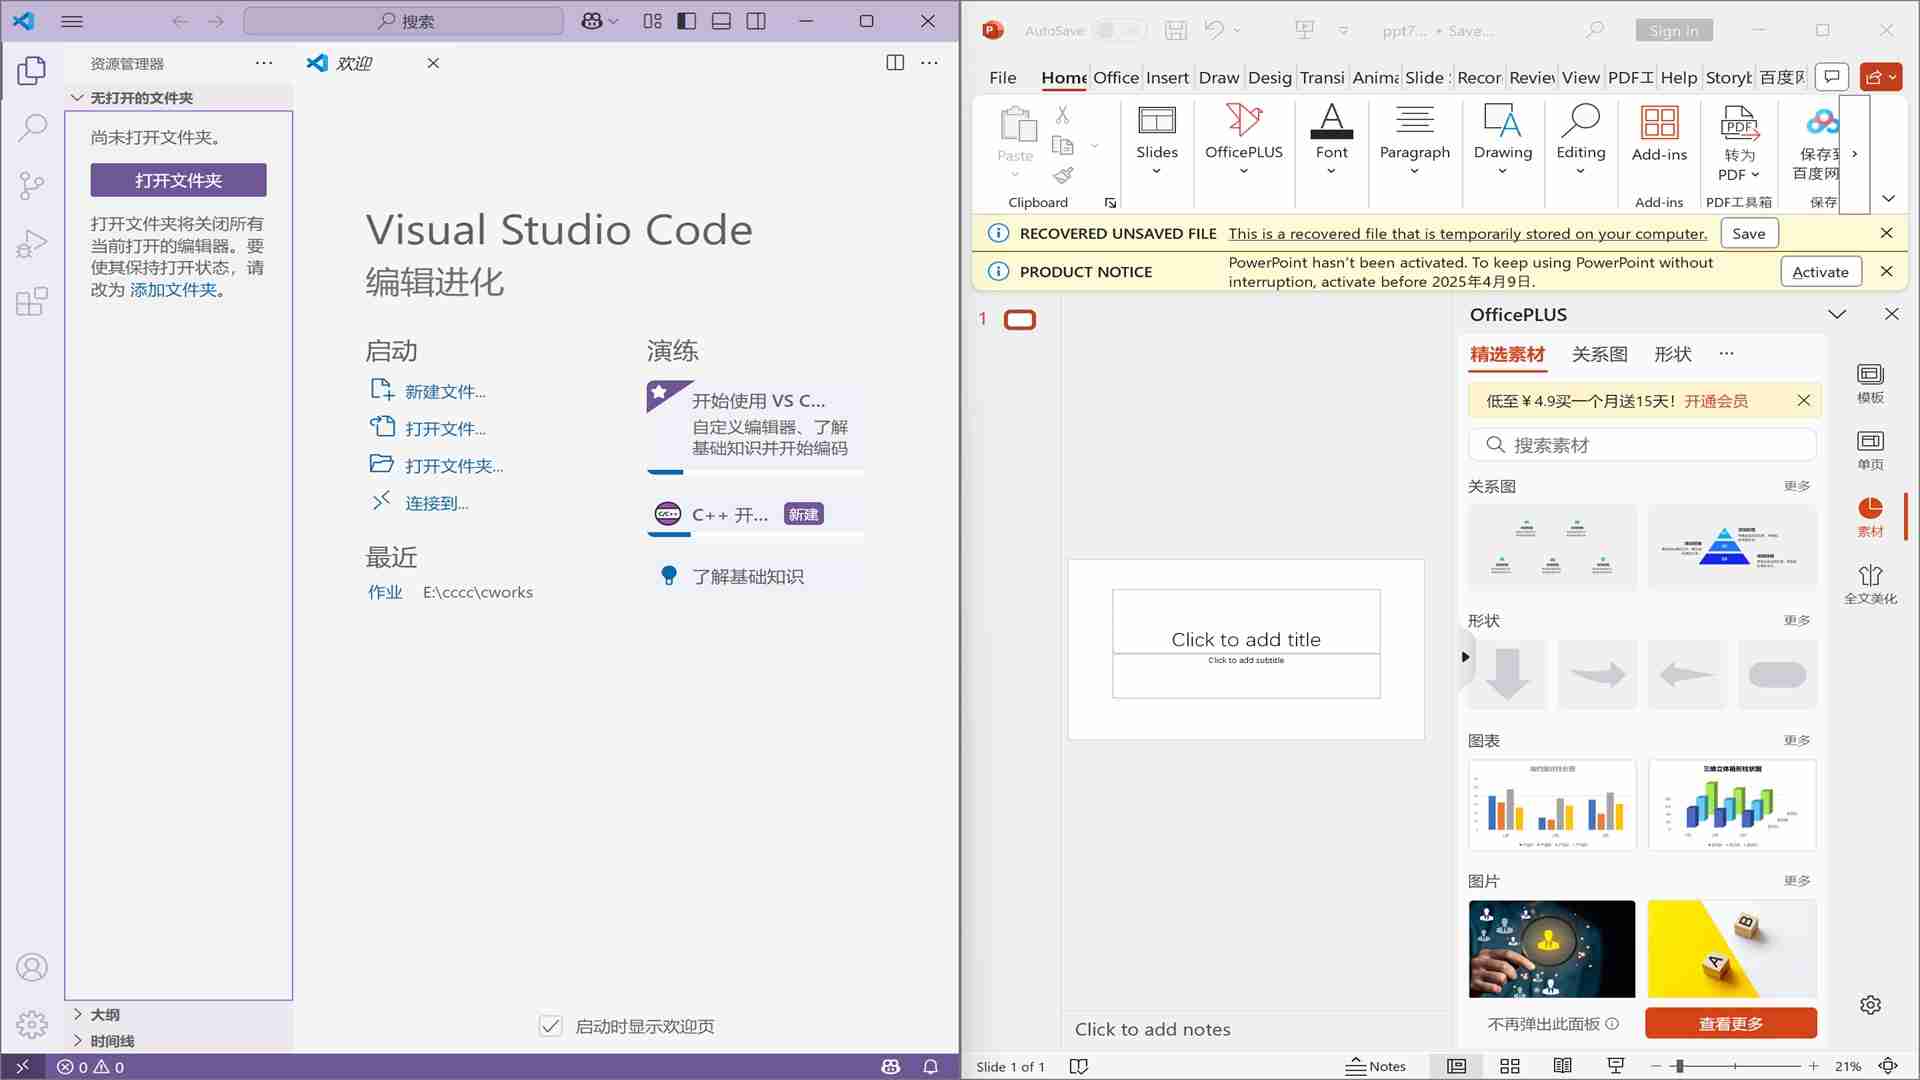 搜索
资源管理器
无打开的文件夹
尚未打开文件夹。
打开文件夹
打开文件夹将关闭所有
当前打开的编辑器。要
使其保持打开状态，请
改为 添加文件夹。
大纲
时间线
0 0
欢迎
Visual Studio Code
编辑进化
启动
新建文件...
打开文件...
打开文件夹...
连接到...
最近
作业 E:\cccc\cworks
演练
开始使用 VS C...
自定义编辑器、了解
基础知识并开始编码
C++ 开... 新建
了解基础知识
启动时显示欢迎页
AutoSave
ppt7... • Save...
Sign in
File Home Office Insert Draw Desig Transi Anima Slide Recor Review View PDF工 Help Storyb 百度网
Paste
Clipboard
Slides
OfficePLUS
Font
Paragraph
Drawing
Editing
Add-ins
Add-ins
转为
PDF
PDF工具箱
保存到
百度网
保存
RECOVERED UNSAVED FILE This is a recovered file that is temporarily stored on your computer. Save
PRODUCT NOTICE PowerPoint hasn't been activated. To keep using PowerPoint without
interruption, activate before 2025年4月9日. Activate
1
Click to add title
Click to add subtitle
Click to add notes
OfficePLUS
精选素材 关系图 形状 ...
低至￥4.9买一个月送15天！开通会员
搜索素材
关系图 更多
形状 更多
图表 更多
三维立体簇形柱状图
图片 更多
B
A
不再弹出此面板
查看更多
模板
单页
素材
全文美化
Slide 1 of 1
Notes
21%